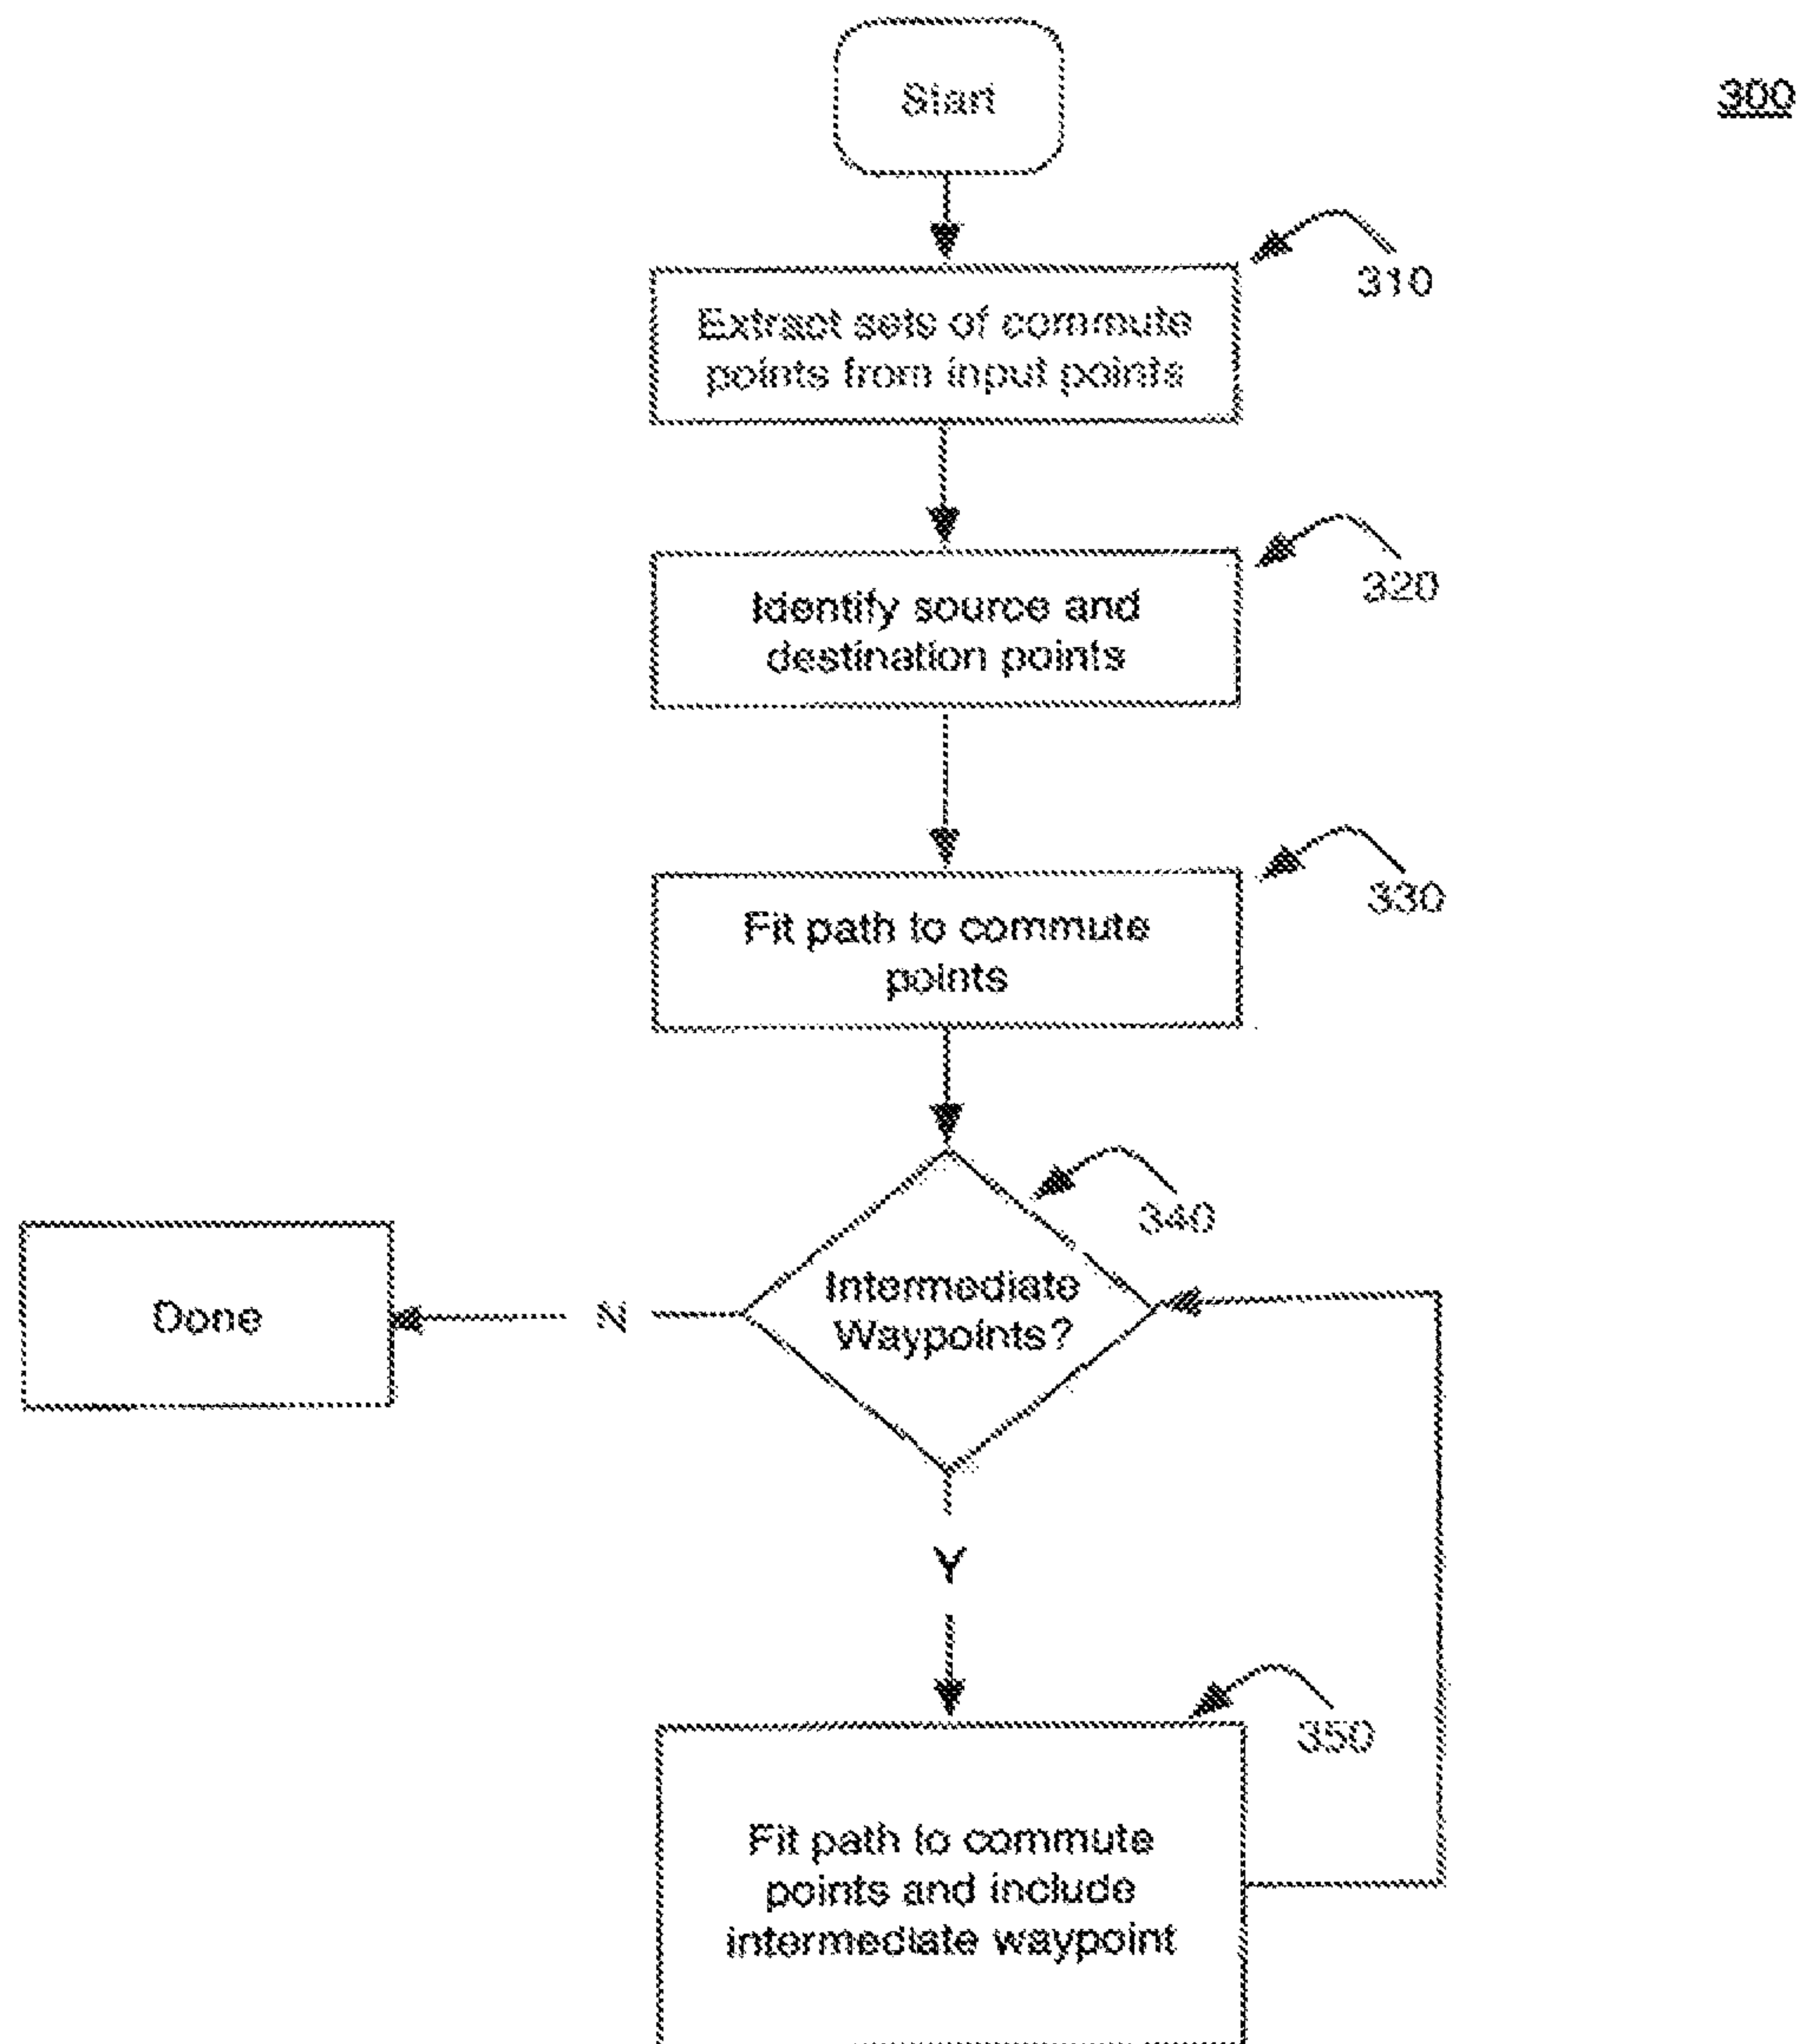 Start
300
310
Extract sets of commute
points from input points
320
Identify source and
destination points
330
Fit path to commute
points
340
Intermediate
Waypoints?
N
Done
Y
350
Fit path to commute
points and include
intermediate waypoint